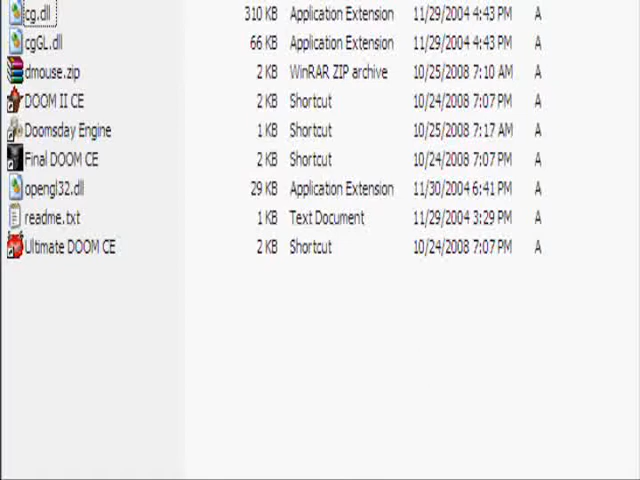 cg.dll 310 KB Application Extension 11/29/2004 4:43 PM A
cgGL.dll 66 KB Application Extension 11/29/2004 4:43 PM A
dmouse.zip 2 KB WinRAR ZIP archive 10/25/2008 7:10 AM A
DOOM II CE 2 KB Shortcut 10/24/2008 7:07 PM A
Doomsday Engine 1 KB Shortcut 10/25/2008 7:17 AM A
Final DOOM CE 2 KB Shortcut 10/24/2008 7:07 PM A
opengl32.dll 29 KB Application Extension 11/30/2004 6:41 PM A
readme.txt 1 KB Text Document 11/29/2004 3:29 PM A
Ultimate DOOM CE 2 KB Shortcut 10/24/2008 7:07 PM A